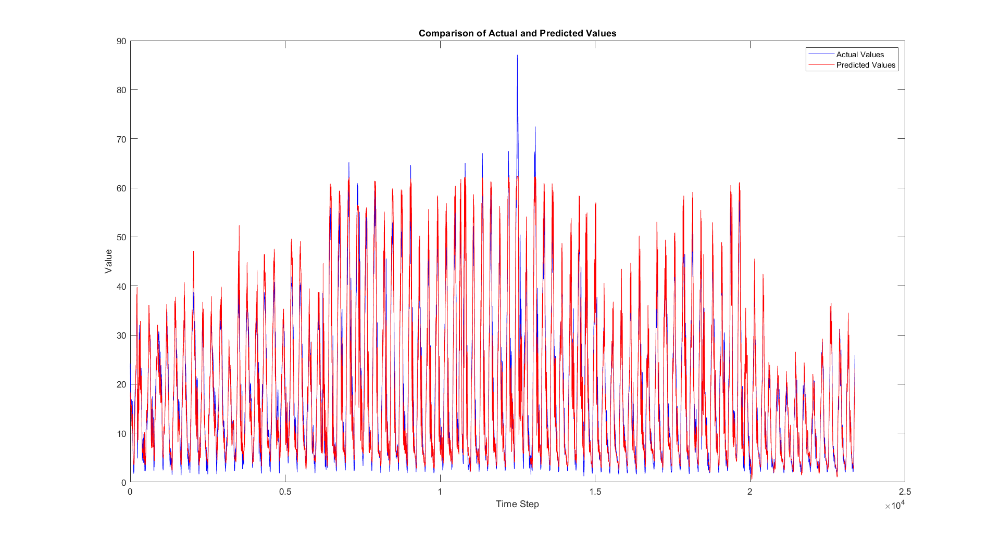 Comparison of Actual and Predicted Values
90
80
70
60
50
40
30
20
10
0
Value
Actual Values
Predicted Values
0 0.5 1 1.5 2 2.5
Time Step
×10^4